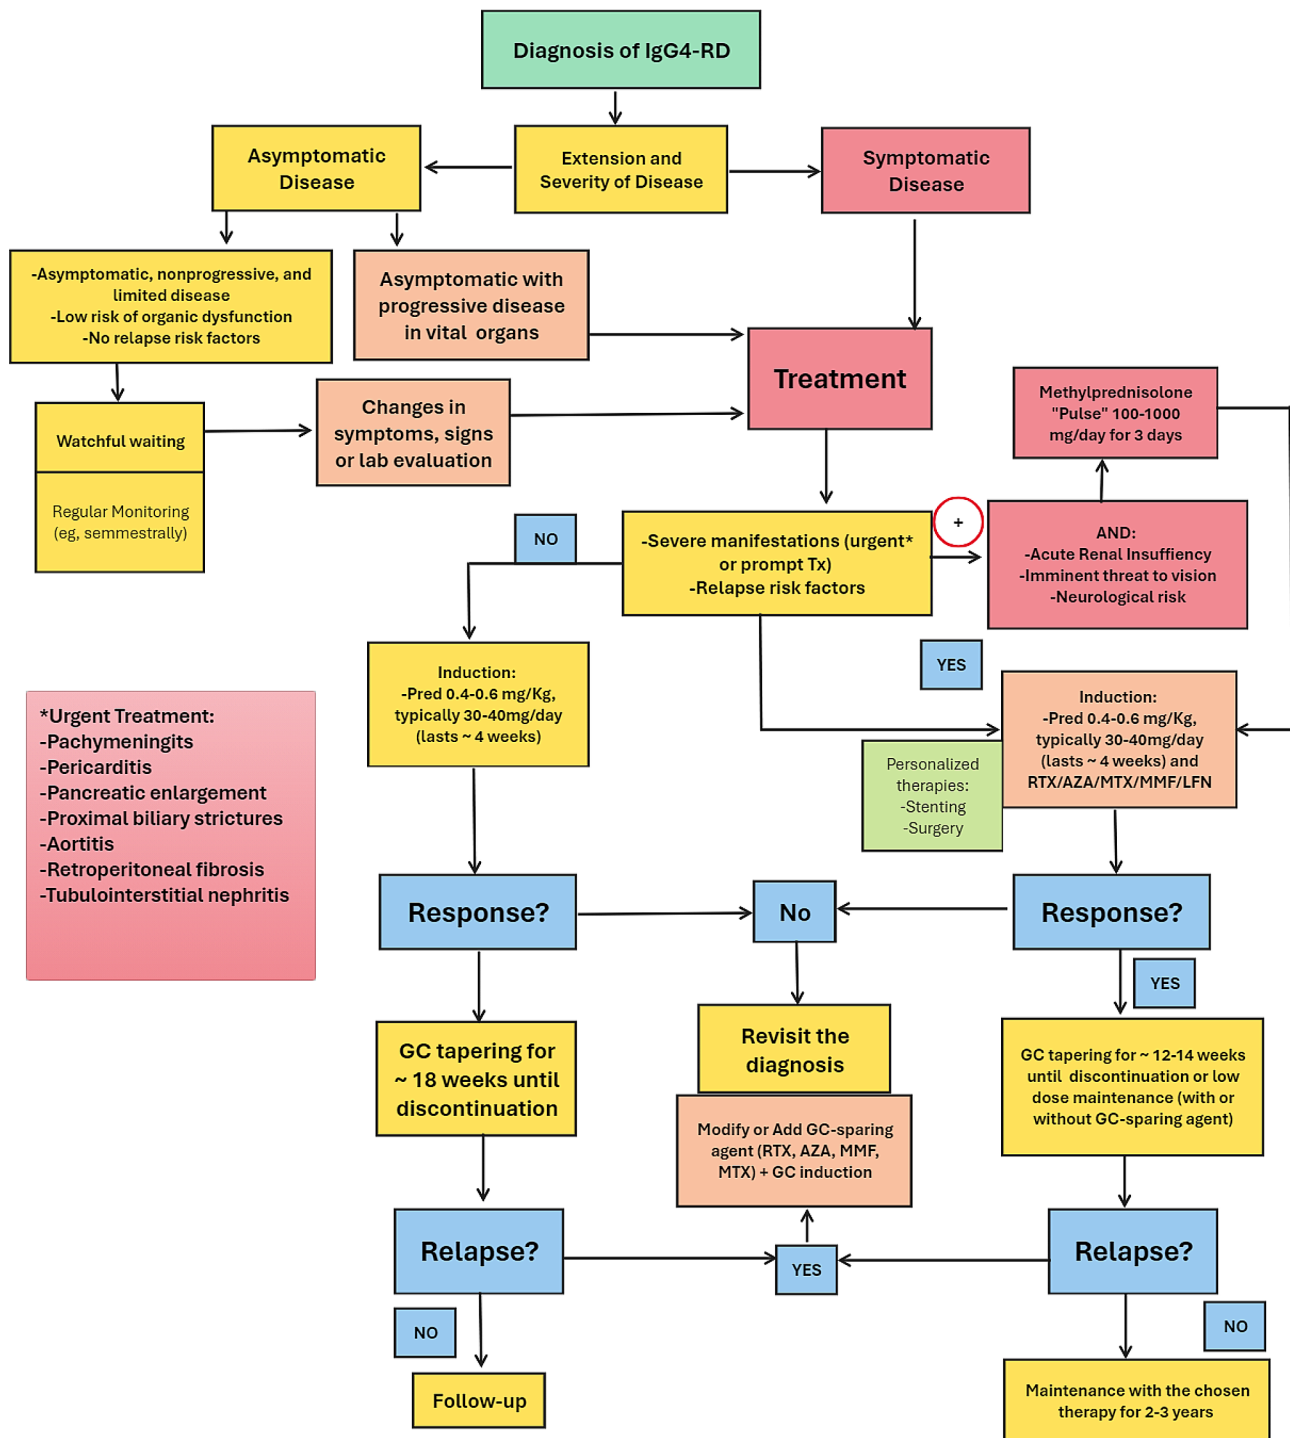 Diagnosis of IgG4-RD
Asymptomatic
Disease
Extension and
Severity of Disease
Symptomatic
Disease
-Asymptomatic, nonprogressive, and
limited disease
-Low risk of organic dysfunction
-No relapse risk factors
Asymptomatic with
progressive disease
in vital organs
Treatment
Watchful waiting
Regular Monitoring
(eg, semmestrally)
Changes in
symptoms, signs
or lab evaluation
Methylprednisolone
"Pulse" 100-1000
mg/day for 3 days
NO
-Severe manifestations (urgent*
or prompt Tx)
-Relapse risk factors
+
AND:
-Acute Renal Insuffiency
-Imminent threat to vision
-Neurological risk
YES
Induction:
-Pred 0.4-0.6 mg/Kg,
typically 30-40mg/day
(lasts ~ 4 weeks)
Induction:
-Pred 0.4-0.6 mg/Kg,
typically 30-40mg/day
(lasts ~ 4 weeks) and
RTX/AZA/MTX/MMF/LFN
Personalized
therapies:
-Stenting
-Surgery
*Urgent Treatment:
-Pachymeningits
-Pericarditis
-Pancreatic enlargement
-Proximal biliary strictures
-Aortitis
-Retroperitoneal fibrosis
-Tubulointerstitial nephritis
Response?
No
Response?
YES
GC tapering for
~ 18 weeks until
discontinuation
Revisit the
diagnosis
Modify or Add GC-sparing
agent (RTX, AZA, MMF,
MTX) + GC induction
GC tapering for ~ 12-14 weeks
until discontinuation or low
dose maintenance (with or
without GC-sparing agent)
Relapse?
YES
Relapse?
NO
NO
Follow-up
Maintenance with the chosen
therapy for 2-3 years